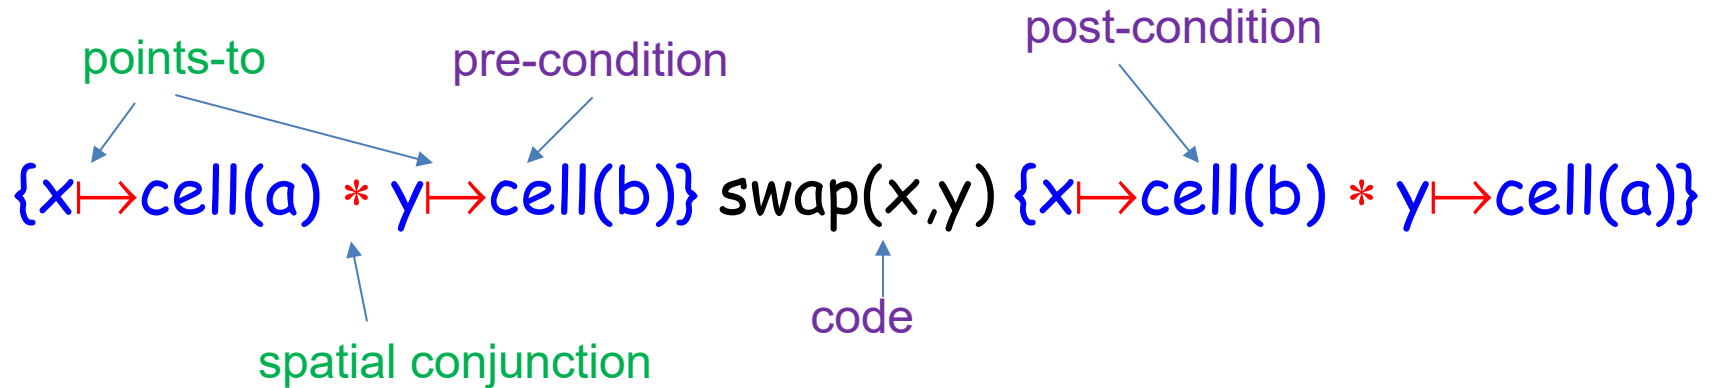 post-condition
points-to
pre-condition
{x↦cell(a) * y↦cell(b)} swap(x,y) {x↦cell(b) * y↦cell(a)}
code
spatial conjunction